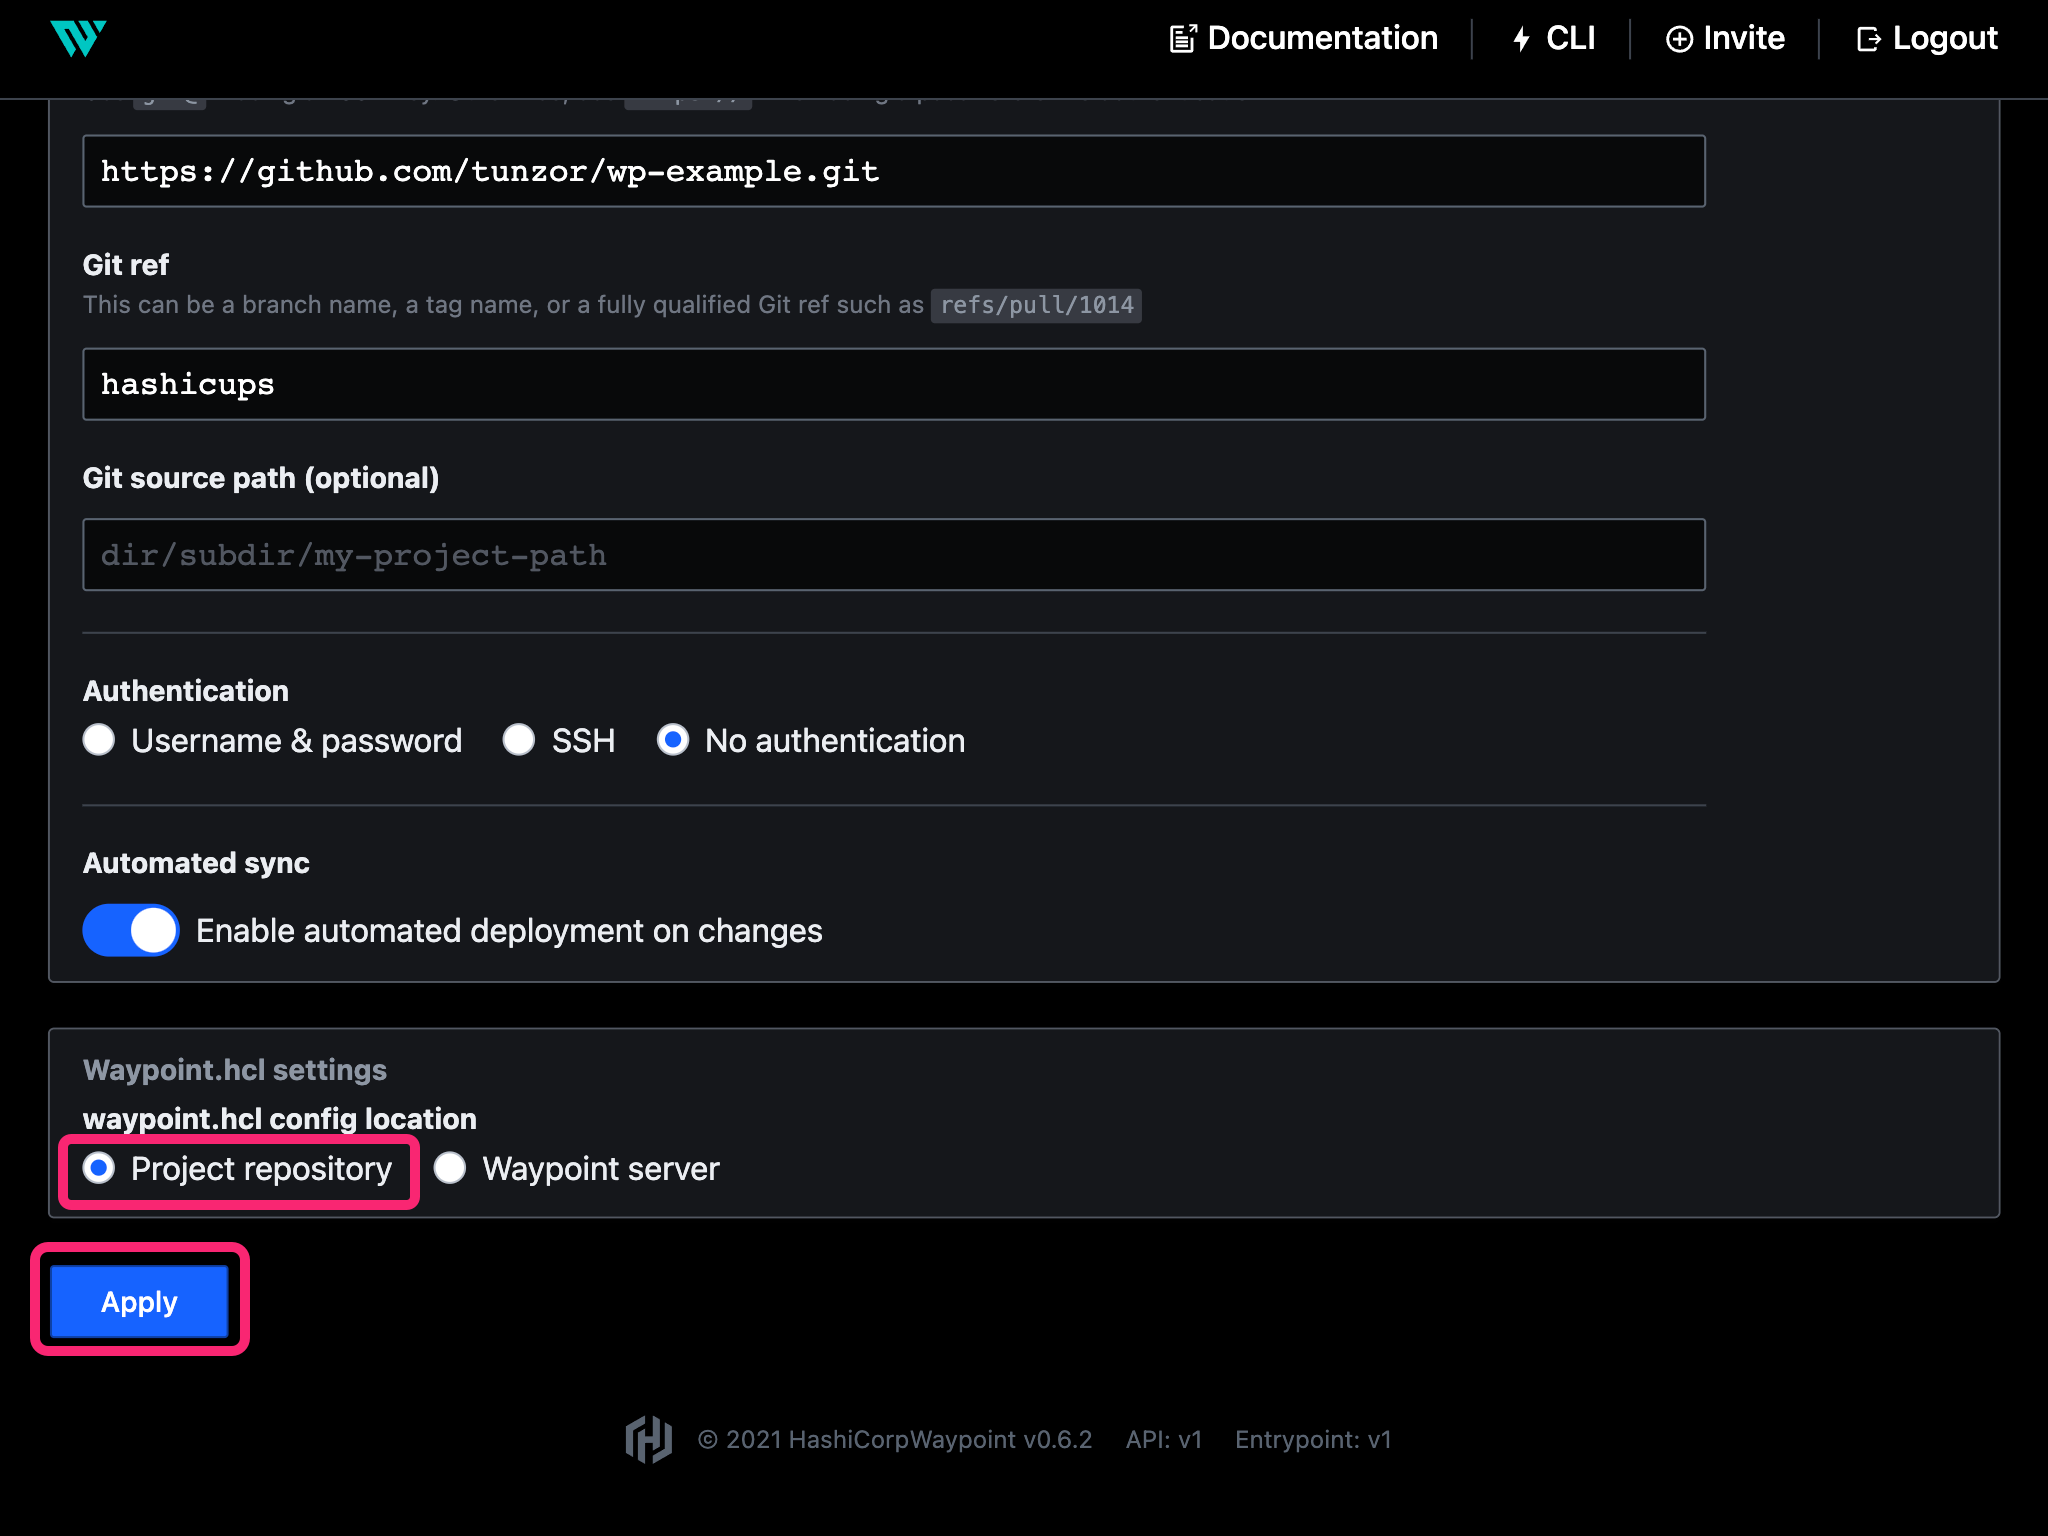 Documentation
CLI
Invite
Logout
https://github.com/tunzor/wp-example.git
Git ref
This can be a branch name, a tag name, or a fully qualified Git ref such as refs/pull/1014
hashicups
Git source path (optional)
dir/subdir/my-project-path
Authentication
Username & password
SSH
No authentication
Automated sync
Enable automated deployment on changes
Waypoint.hcl settings
waypoint.hcl config location
Project repository
Waypoint server
Apply
© 2021 HashiCorpWaypoint v0.6.2 API: v1 Entrypoint: v1